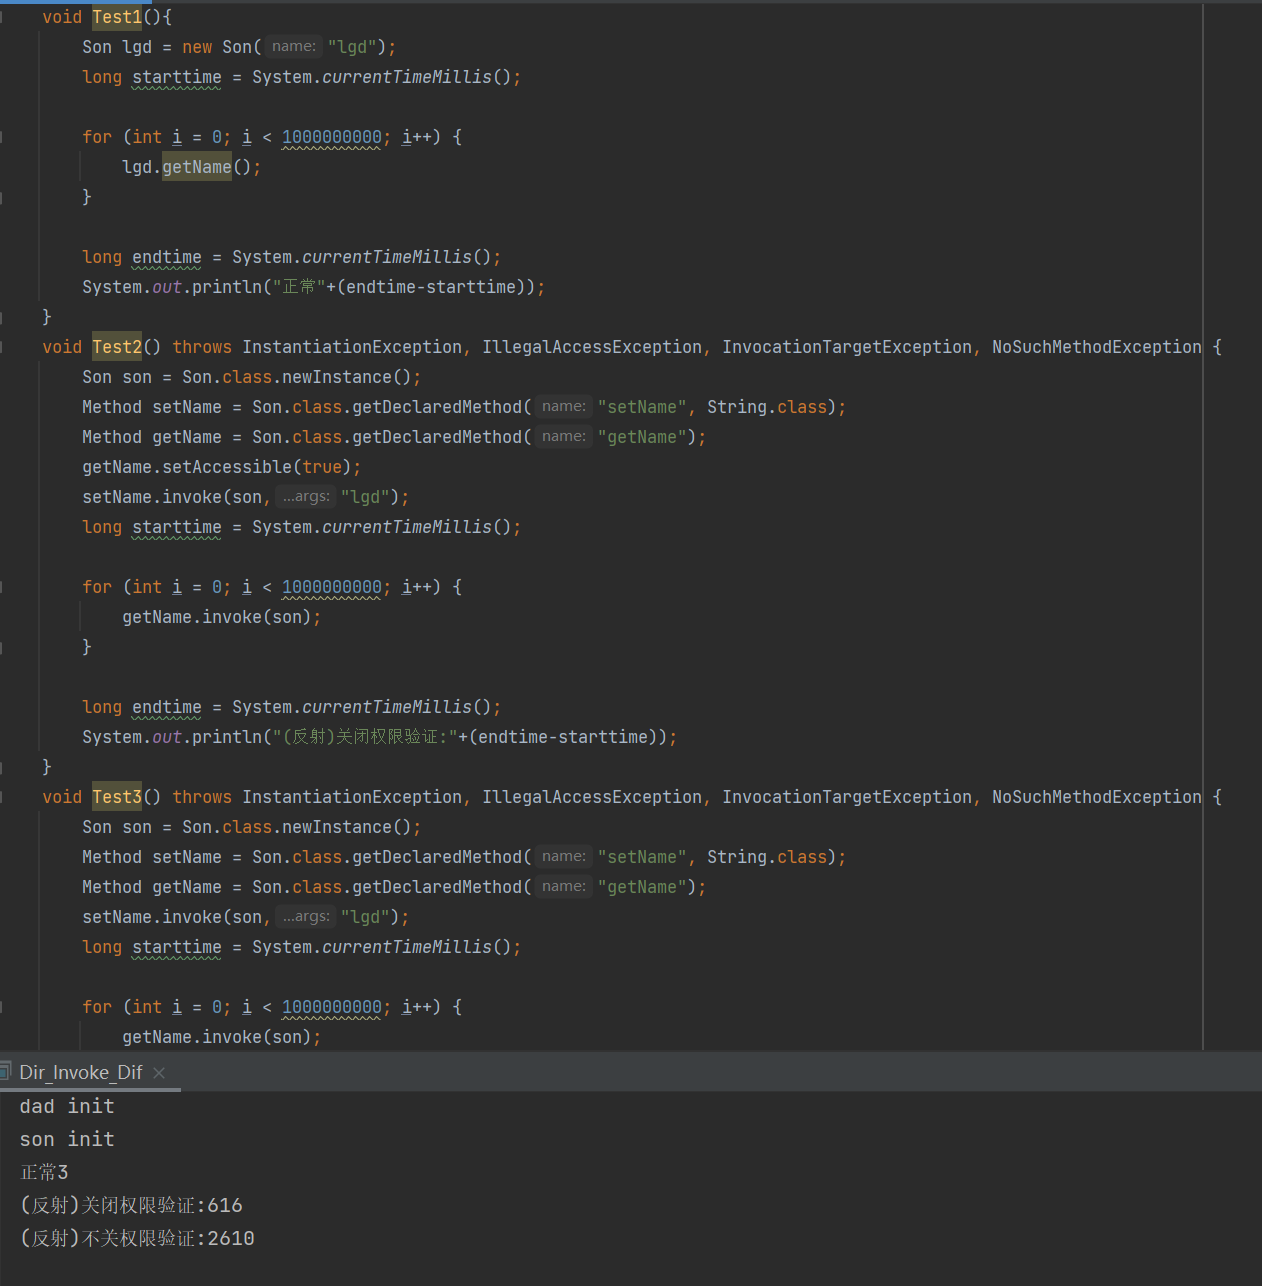 void Test1(){
Son lgd = new Son( name: "lgd");
long starttime = System.currentTimeMillis();
for (int i = 0; i < 1000000000; i++) {
lgd.getName();
}
long endtime = System.currentTimeMillis();
System.out.println("正常"+(endtime-starttime));
}
void Test2() throws InstantiationException, IllegalAccessException, InvocationTargetException, NoSuchMethodException {
Son son = Son.class.newInstance();
Method setName = Son.class.getDeclaredMethod( name: "setName", String.class);
Method getName = Son.class.getDeclaredMethod( name: "getName");
getName.setAccessible(true);
setName.invoke(son, ...args: "lgd");
long starttime = System.currentTimeMillis();
for (int i = 0; i < 1000000000; i++) {
getName.invoke(son);
}
long endtime = System.currentTimeMillis();
System.out.println("(反射)关闭权限验证:"+(endtime-starttime));
}
void Test3() throws InstantiationException, IllegalAccessException, InvocationTargetException, NoSuchMethodException {
Son son = Son.class.newInstance();
Method setName = Son.class.getDeclaredMethod( name: "setName", String.class);
Method getName = Son.class.getDeclaredMethod( name: "getName");
setName.invoke(son, ...args: "lgd");
long starttime = System.currentTimeMillis();
for (int i = 0; i < 1000000000; i++) {
getName.invoke(son);
Dir_Invoke_Dif ×
dad init
son init
正常3
(反射)关闭权限验证:616
(反射)不关权限验证:2610